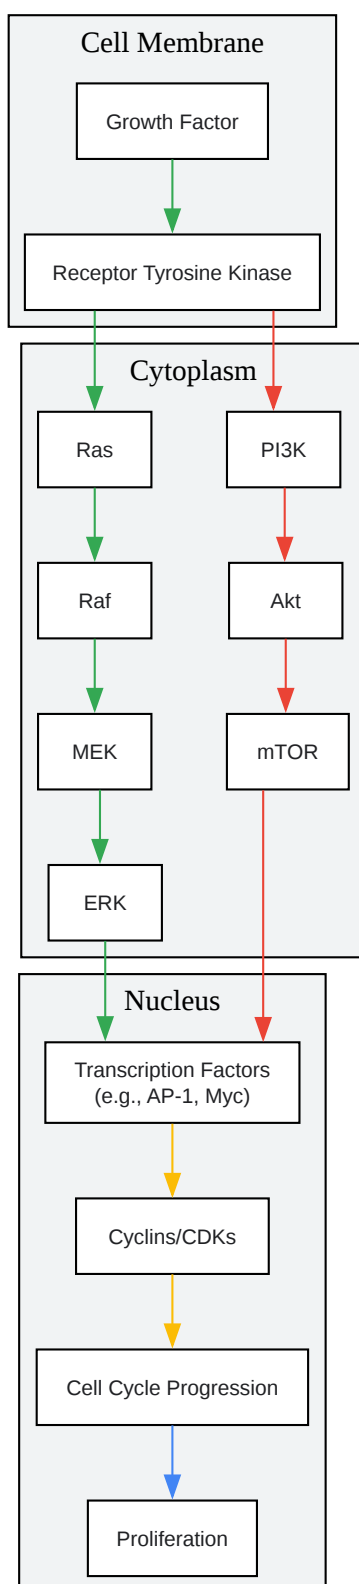 Cell Membrane
Growth Factor
Receptor Tyrosine Kinase
Cytoplasm
Ras
PI3K
Raf
Akt
MEK
mTOR
ERK
Nucleus
Transcription Factors
(e.g., AP-1, Myc)
Cyclins/CDKs
Cell Cycle Progression
Proliferation